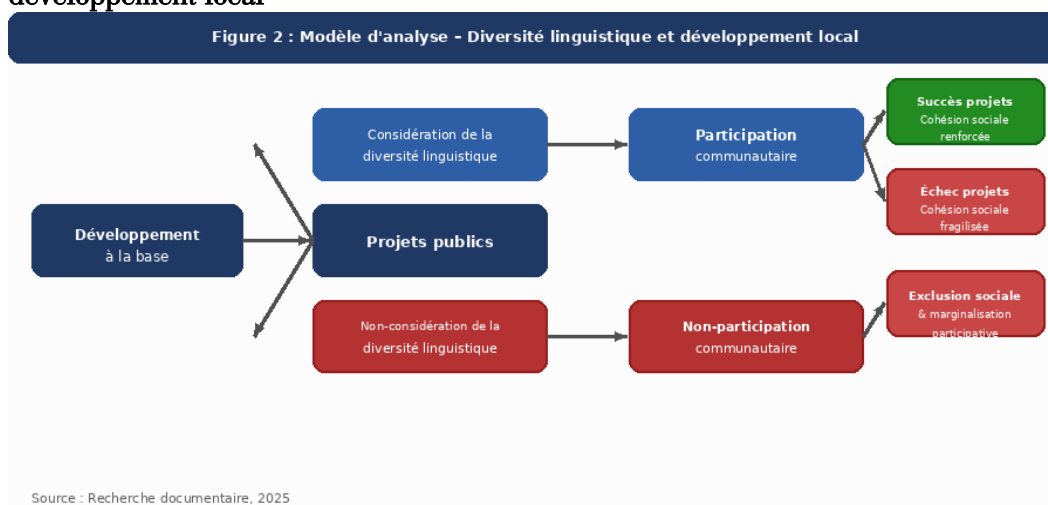 développement local
Figure 2 : Modèle d'analyse – Diversité linguistique et développement local
Développement
à la base
Considération de la
diversité linguistique
Projets publics
Non-considération de la
diversité linguistique
Participation
communautaire
Non-participation
communautaire
Succès projets
Cohésion sociale
renforcée
Échec projets
Cohésion sociale
fragilisée
Exclusion sociale
& marginalisation
participative
Source : Recherche documentaire, 2025